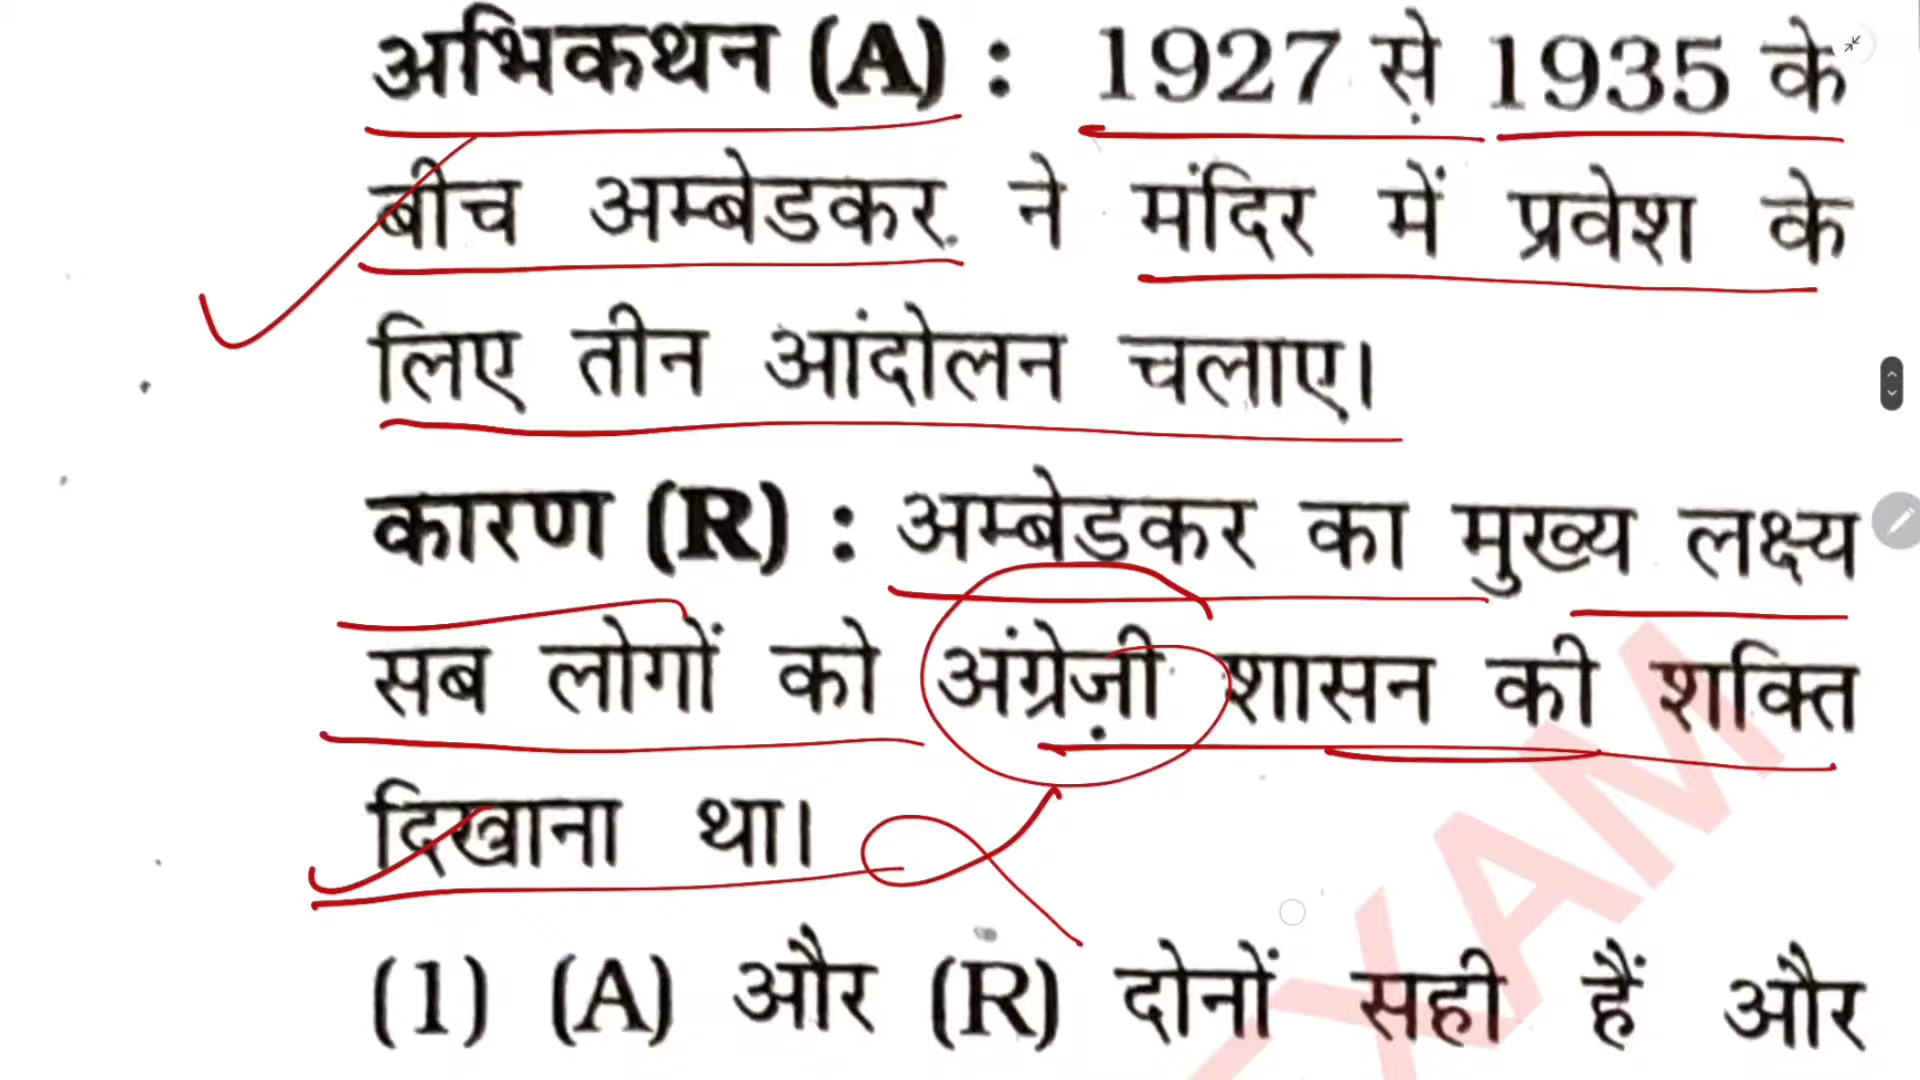 अभिकथन (A) : 1927 से 1935 के
बीच अम्बेडकर ने मंदिर में प्रवेश के
लिए तीन आंदोलन चलाए।
कारण (R) : अम्बेडकर का मुख्य लक्ष्य
सब लोगों को अंग्रेज़ी शासन की शक्ति
दिखाना था।
(1) (A) और (R) दोनों सही हैं और
EXAM